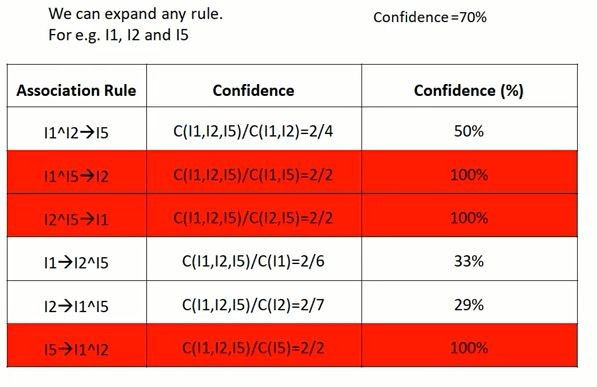 We can expand any rule.
For e.g. I1, I2 and I5
Confidence=70%
Association Rule Confidence Confidence (%)
I1^I2→I5 C(I1,I2,I5)/C(I1,I2)=2/4 50%
I1^I5→I2 C(I1,I2,I5)/C(I1,I5)=2/2 100%
I2^I5→I1 C(I1,I2,I5)/C(I2,I5)=2/2 100%
I1→I2^I5 C(I1,I2,I5)/C(I1)=2/6 33%
I2→I1^I5 C(I1,I2,I5)/C(I2)=2/7 29%
I5→I1^I2 C(I1,I2,I5)/C(I5)=2/2 100%